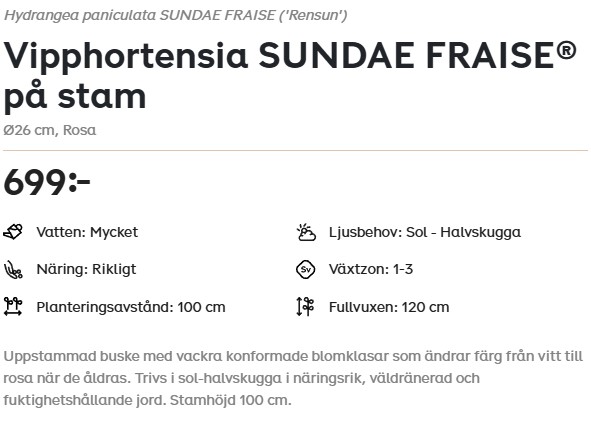 Hydrangea paniculata SUNDAE FRAISE ('Rensun')
Vipphortensia SUNDAE FRAISE®
på stam
Ø26 cm, Rosa
699:-
Vatten: Mycket
Ljusbehov: Sol - Halvskugga
Näring: Rikligt
Sv
Växtzon: 1-3
Planteringsavstånd: 100 cm
Fullvuxen: 120 cm
Uppstammad buske med vackra konformade blomklasar som ändrar färg från vitt till
rosa när de åldras. Trivs i sol-halvskugga i näringsrik, väldränerad och
fuktighetshållande jord. Stamhöjd 100 cm.